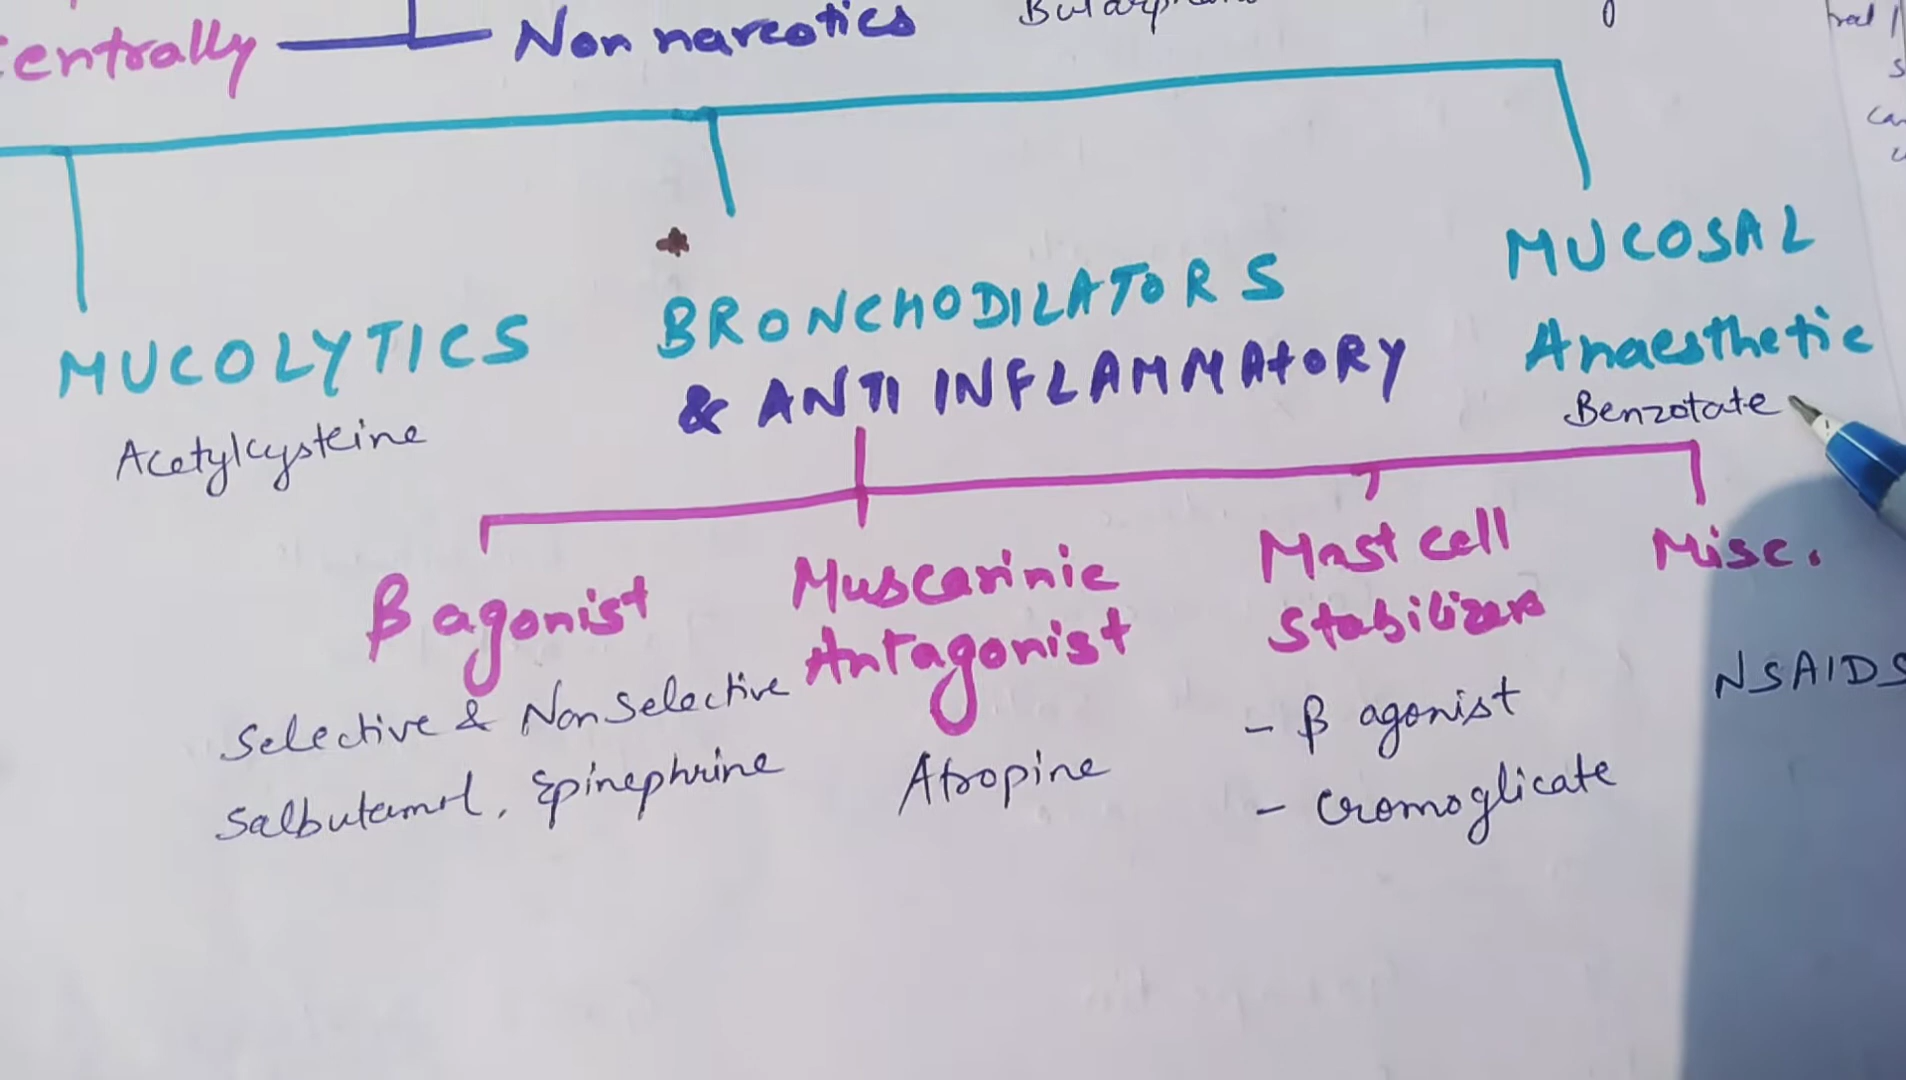 entrally
Non narcotics
MUCOLYTICS
Acetylcysteine
BRONCHODILATORS
& ANTI INFLAMMATORY
MUCOSAL
Anaesthetic
Benzotate
β agonist
Selective & Non Selective
Salbutamol, Epinephrine
Muscarinic
Antagonist
Atropine
Mast cell
Stabilizers
- β agonist
- Cromoglicate
Misc.
NSAIDS